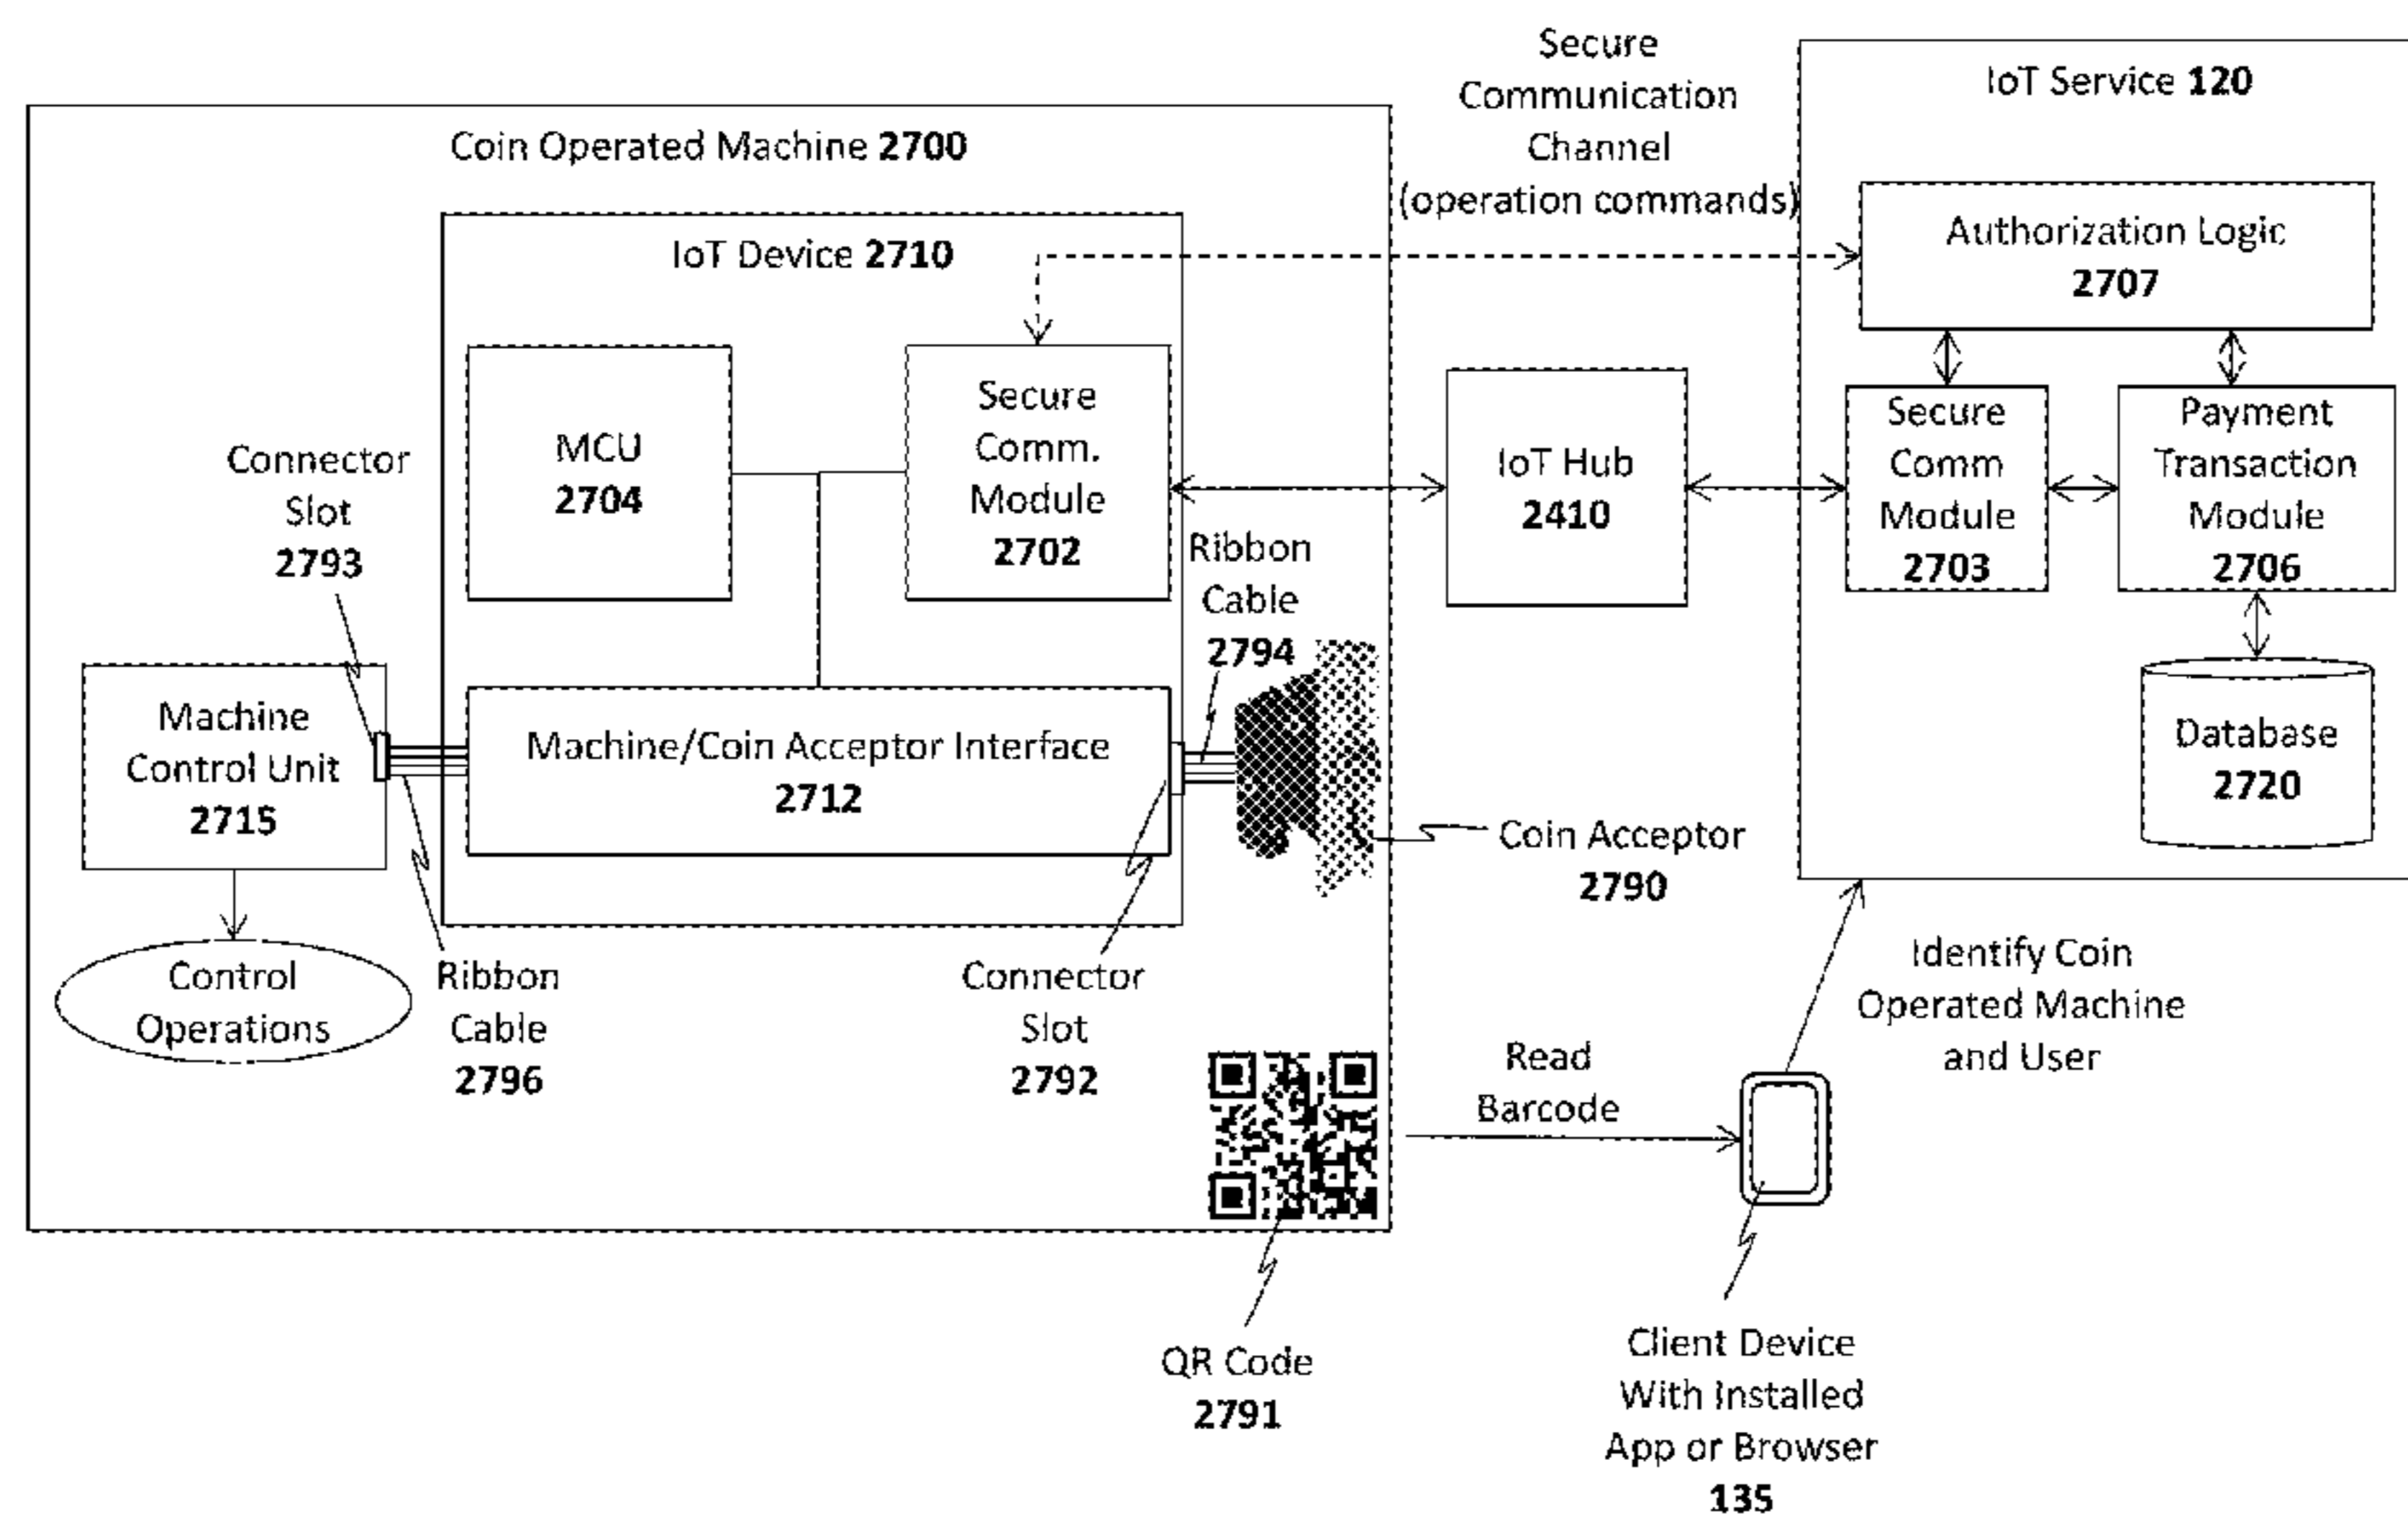 Coin Operated Machine 2700
IoT Device 2710
MCU
2704
Secure
Comm.
Module
2702
Connector
Slot
2793
Machine
Control Unit
2715
Machine/Coin Acceptor Interface
2712
Ribbon
Cable
2794
Control
Operations
Ribbon
Cable
2796
Connector
Slot
2792
QR Code
2791
Secure
Communication
Channel
(operation commands)
IoT Hub
2410
Coin Acceptor
2790
Read
Barcode
Client Device
With Installed
App or Browser
135
Identify Coin
Operated Machine
and User
IoT Service 120
Authorization Logic
2707
Secure
Comm
Module
2703
Payment
Transaction
Module
2706
Database
2720